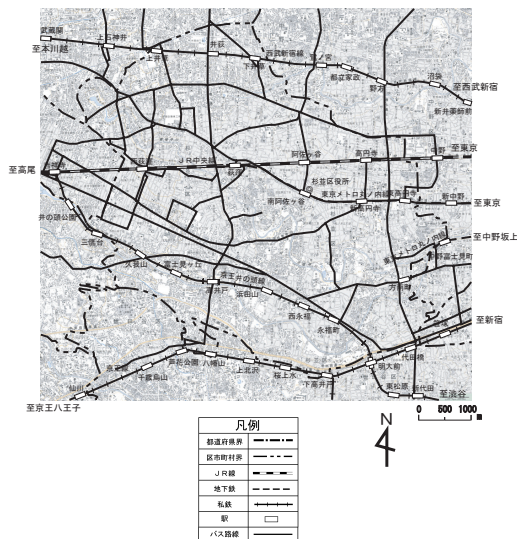 武蔵関
上石神井
至本川越
上井草
井荻
西武新宿線
下井草
鷺ノ宮
都立家政
野方
沼袋
至西武新宿
新井薬師前
至高尾
吉祥寺
西荻窪
JR中央線
荻窪
阿佐ヶ谷
高円寺
中野
至東京
杉並区役所
南阿佐ヶ谷
東京メトロ丸ノ内線
新高円寺
東高円寺
新中野
至東京
井の頭公園
三鷹台
久我山
富士見ヶ丘
高井戸
京王井の頭線
浜田山
西永福
永福町
東京メトロ丸ノ内線
至中野坂上
中野富士見町
方南町
笹塚
至新宿
代田橋
明大前
東松原
新代田
至渋谷
仙川
京王線
千歳烏山
芦花公園
八幡山
上北沢
桜上水
下高井戸
至京王八王子
0 500 1000
N
凡例
都道府県界
区市町村界
JR線
地下鉄
私鉄
駅
バス路線